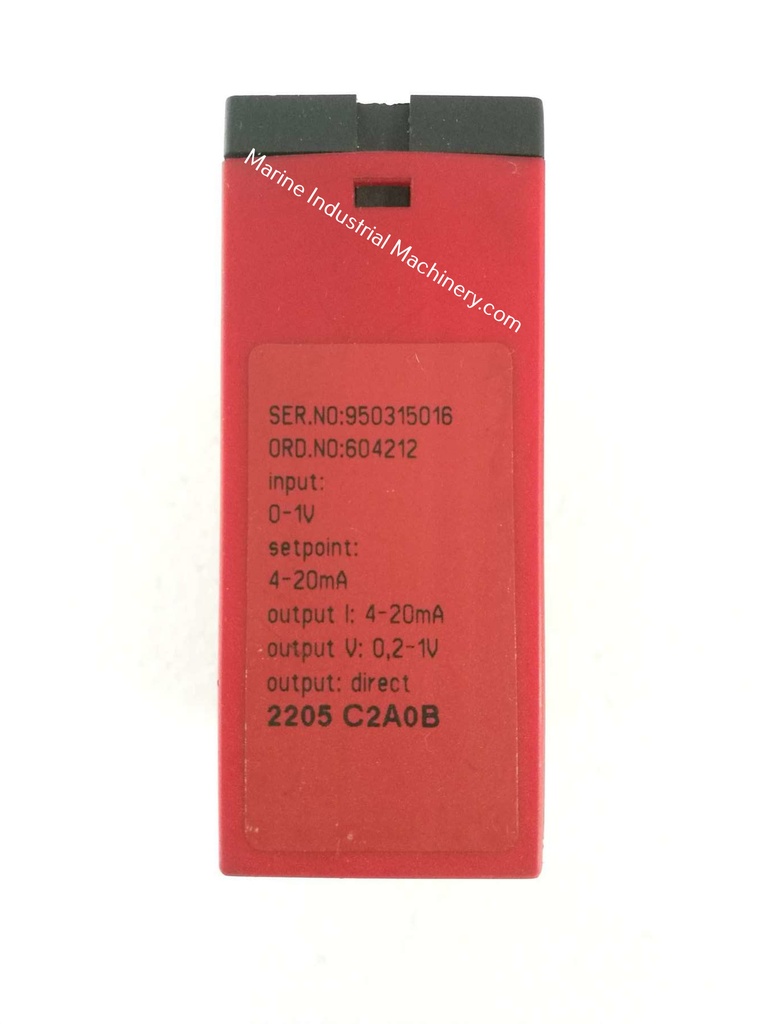 Marine Industrial Machinery.com
SER.NO:950315016
ORD.NO:604212
input:
0-1V
setpoint:
4-20mA
output I: 4-20mA
output V: 0,2-1V
output: direct
2205 C2A0B